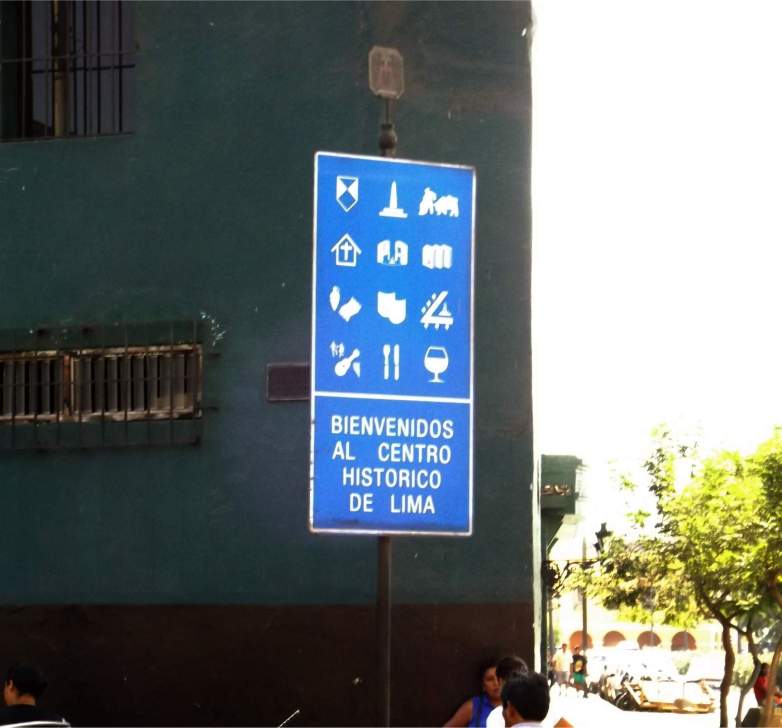 BIENVENIDOS
AL CENTRO
HISTORICO
DE LIMA